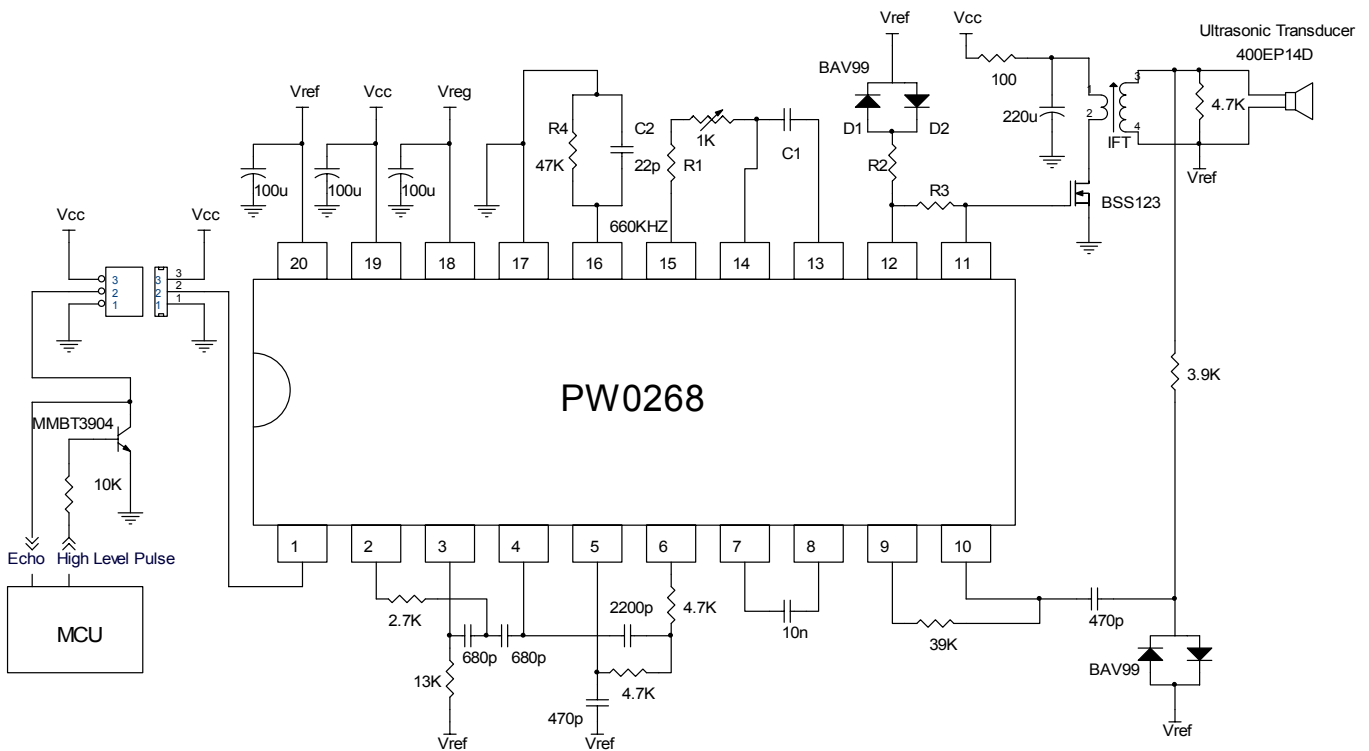 Ultrasonic Transducer
400EP14D
Vref
Vcc
BAV99
100
3
1
4.7K
220u
2
4
IFT
D1
D2
Vref
Vref
Vcc
Vreg
R4
47K
C2
22p
1K
R1
C1
R2
R3
BSS123
100u
100u
100u
660KHZ
Vcc
Vcc
3
2
1
3
2
1
3
2
1
20
19
18
17
16
15
14
13
12
11
PW0268
3.9K
MMBT3904
10K
Echo
High Level Pulse
MCU
1
2
3
4
5
6
7
8
9
10
2.7K
680p
680p
13K
Vref
2200p
4.7K
4.7K
470p
Vref
10n
39K
470p
BAV99
Vref